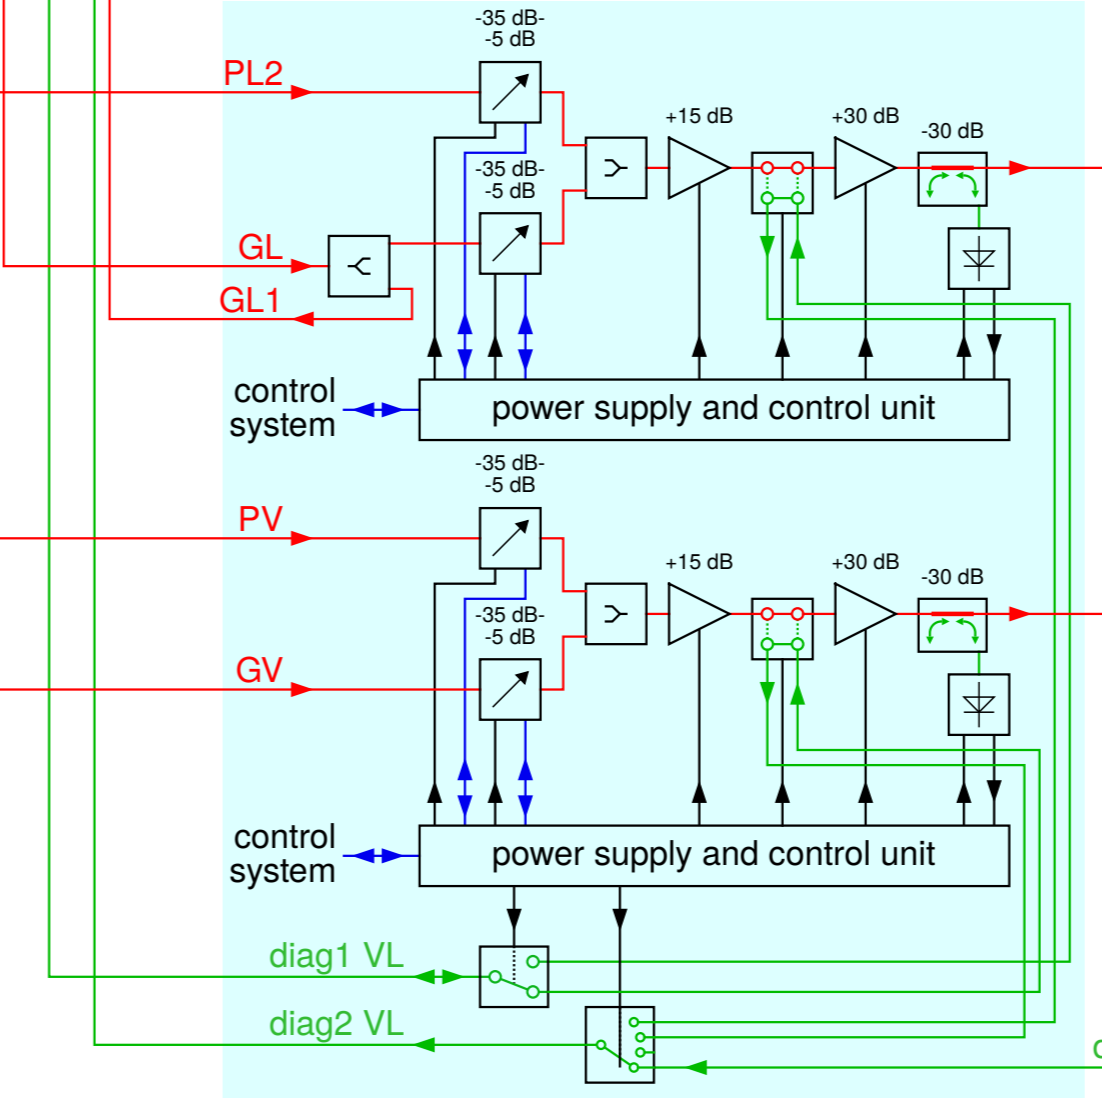 -35 dB-
-5 dB
PL2
+15 dB
+30 dB
-30 dB
-35 dB-
-5 dB
GL
GL1
control
system
power supply and control unit
-35 dB-
-5 dB
PV
+15 dB
+30 dB
-30 dB
-35 dB-
-5 dB
GV
control
system
power supply and control unit
diag1 VL
diag2 VL